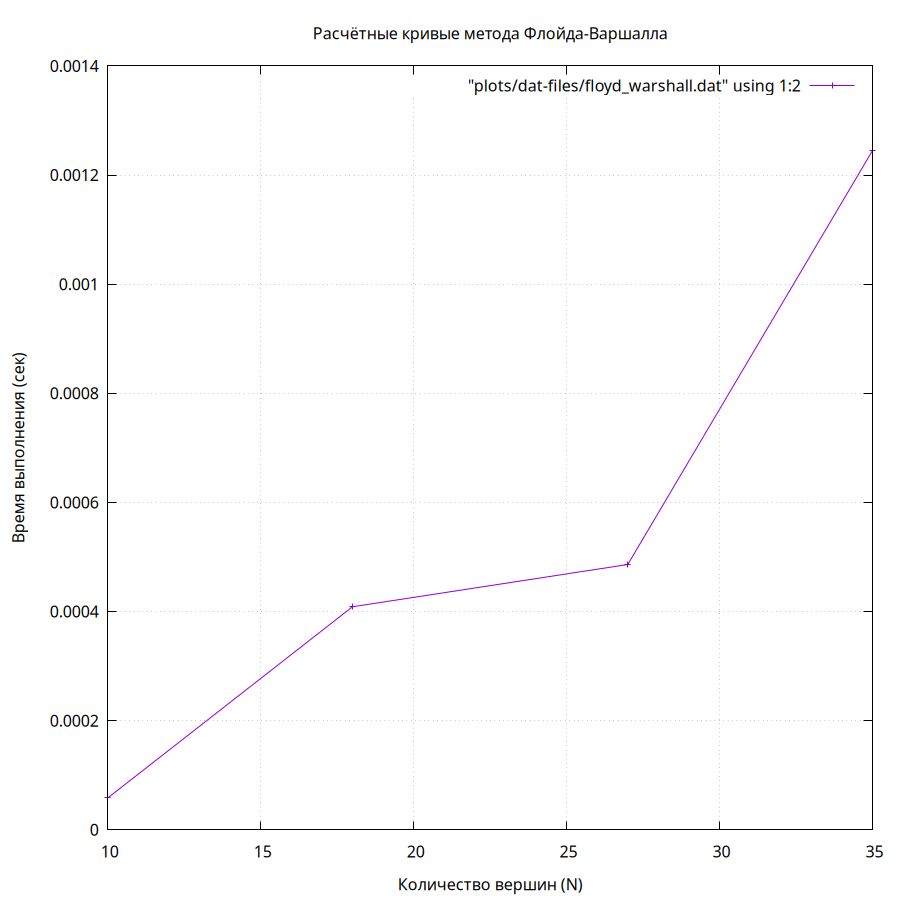 Расчётные кривые метода Флойда-Варшалла
"plots/dat-files/floyd_warshall.dat" using 1:2
0.0014
0.0012
0.001
0.0008
0.0006
0.0004
0.0002
0
Время выполнения (сек)
10 15 20 25 30 35
Количество вершин (N)